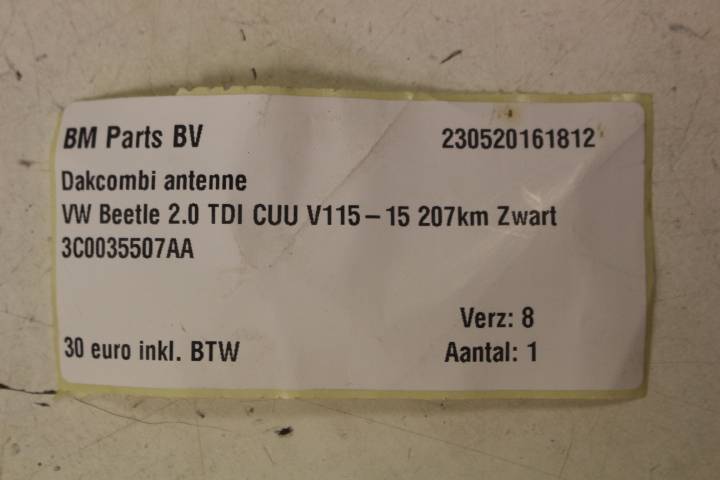 BM Parts BV 230520161812
Dakcombi antenne
VW Beetle 2.0 TDI CUU V115-15 207km Zwart
3C0035507AA
Verz: 8
30 euro inkl. BTW Aantal: 1